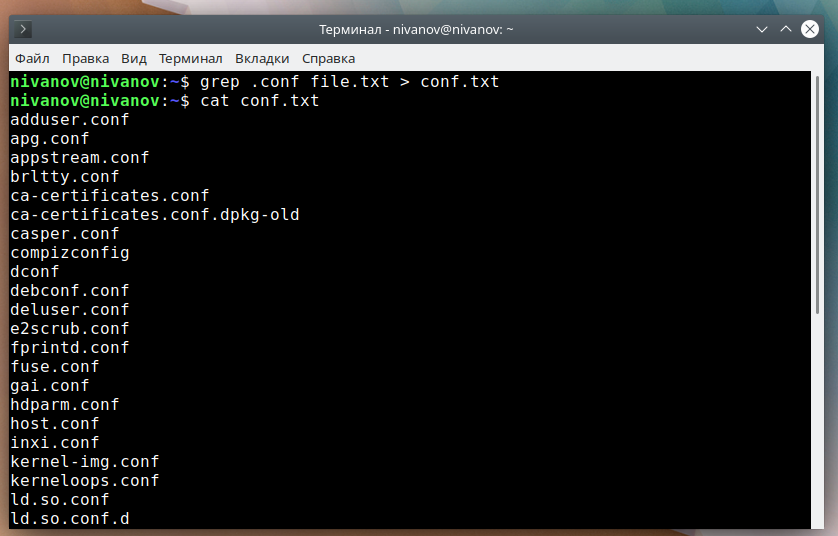 Терминал - nivanov@nivanov: ~
Файл Правка Вид Терминал Вкладки Справка
nivanov@nivanov:~$ grep .conf file.txt > conf.txt
nivanov@nivanov:~$ cat conf.txt
adduser.conf
apg.conf
appstream.conf
brltty.conf
ca-certificates.conf
ca-certificates.conf.dpkg-old
casper.conf
compizconfig
dconf
debconf.conf
deluser.conf
e2scrub.conf
fprintd.conf
fuse.conf
gai.conf
hdparm.conf
host.conf
inxi.conf
kernel-img.conf
kerneloops.conf
ld.so.conf
ld.so.conf.d